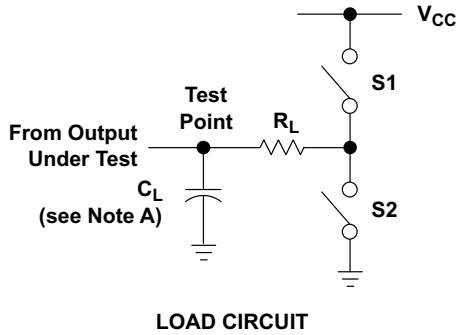 VCC
S1
Test
Point
RL
From Output
Under Test
CL
(see Note A)
S2
LOAD CIRCUIT